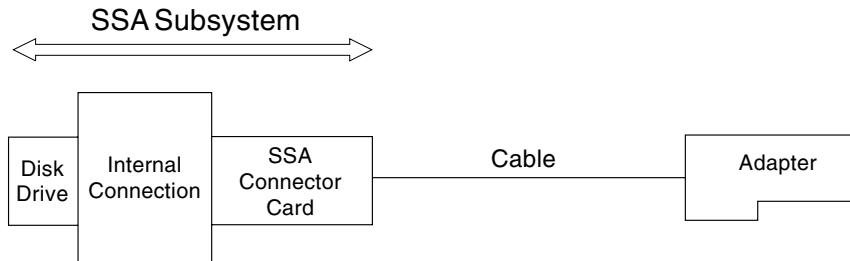 SSA Subsystem
Disk
Drive
Internal
Connection
SSA
Connector
Card
Cable
Adapter